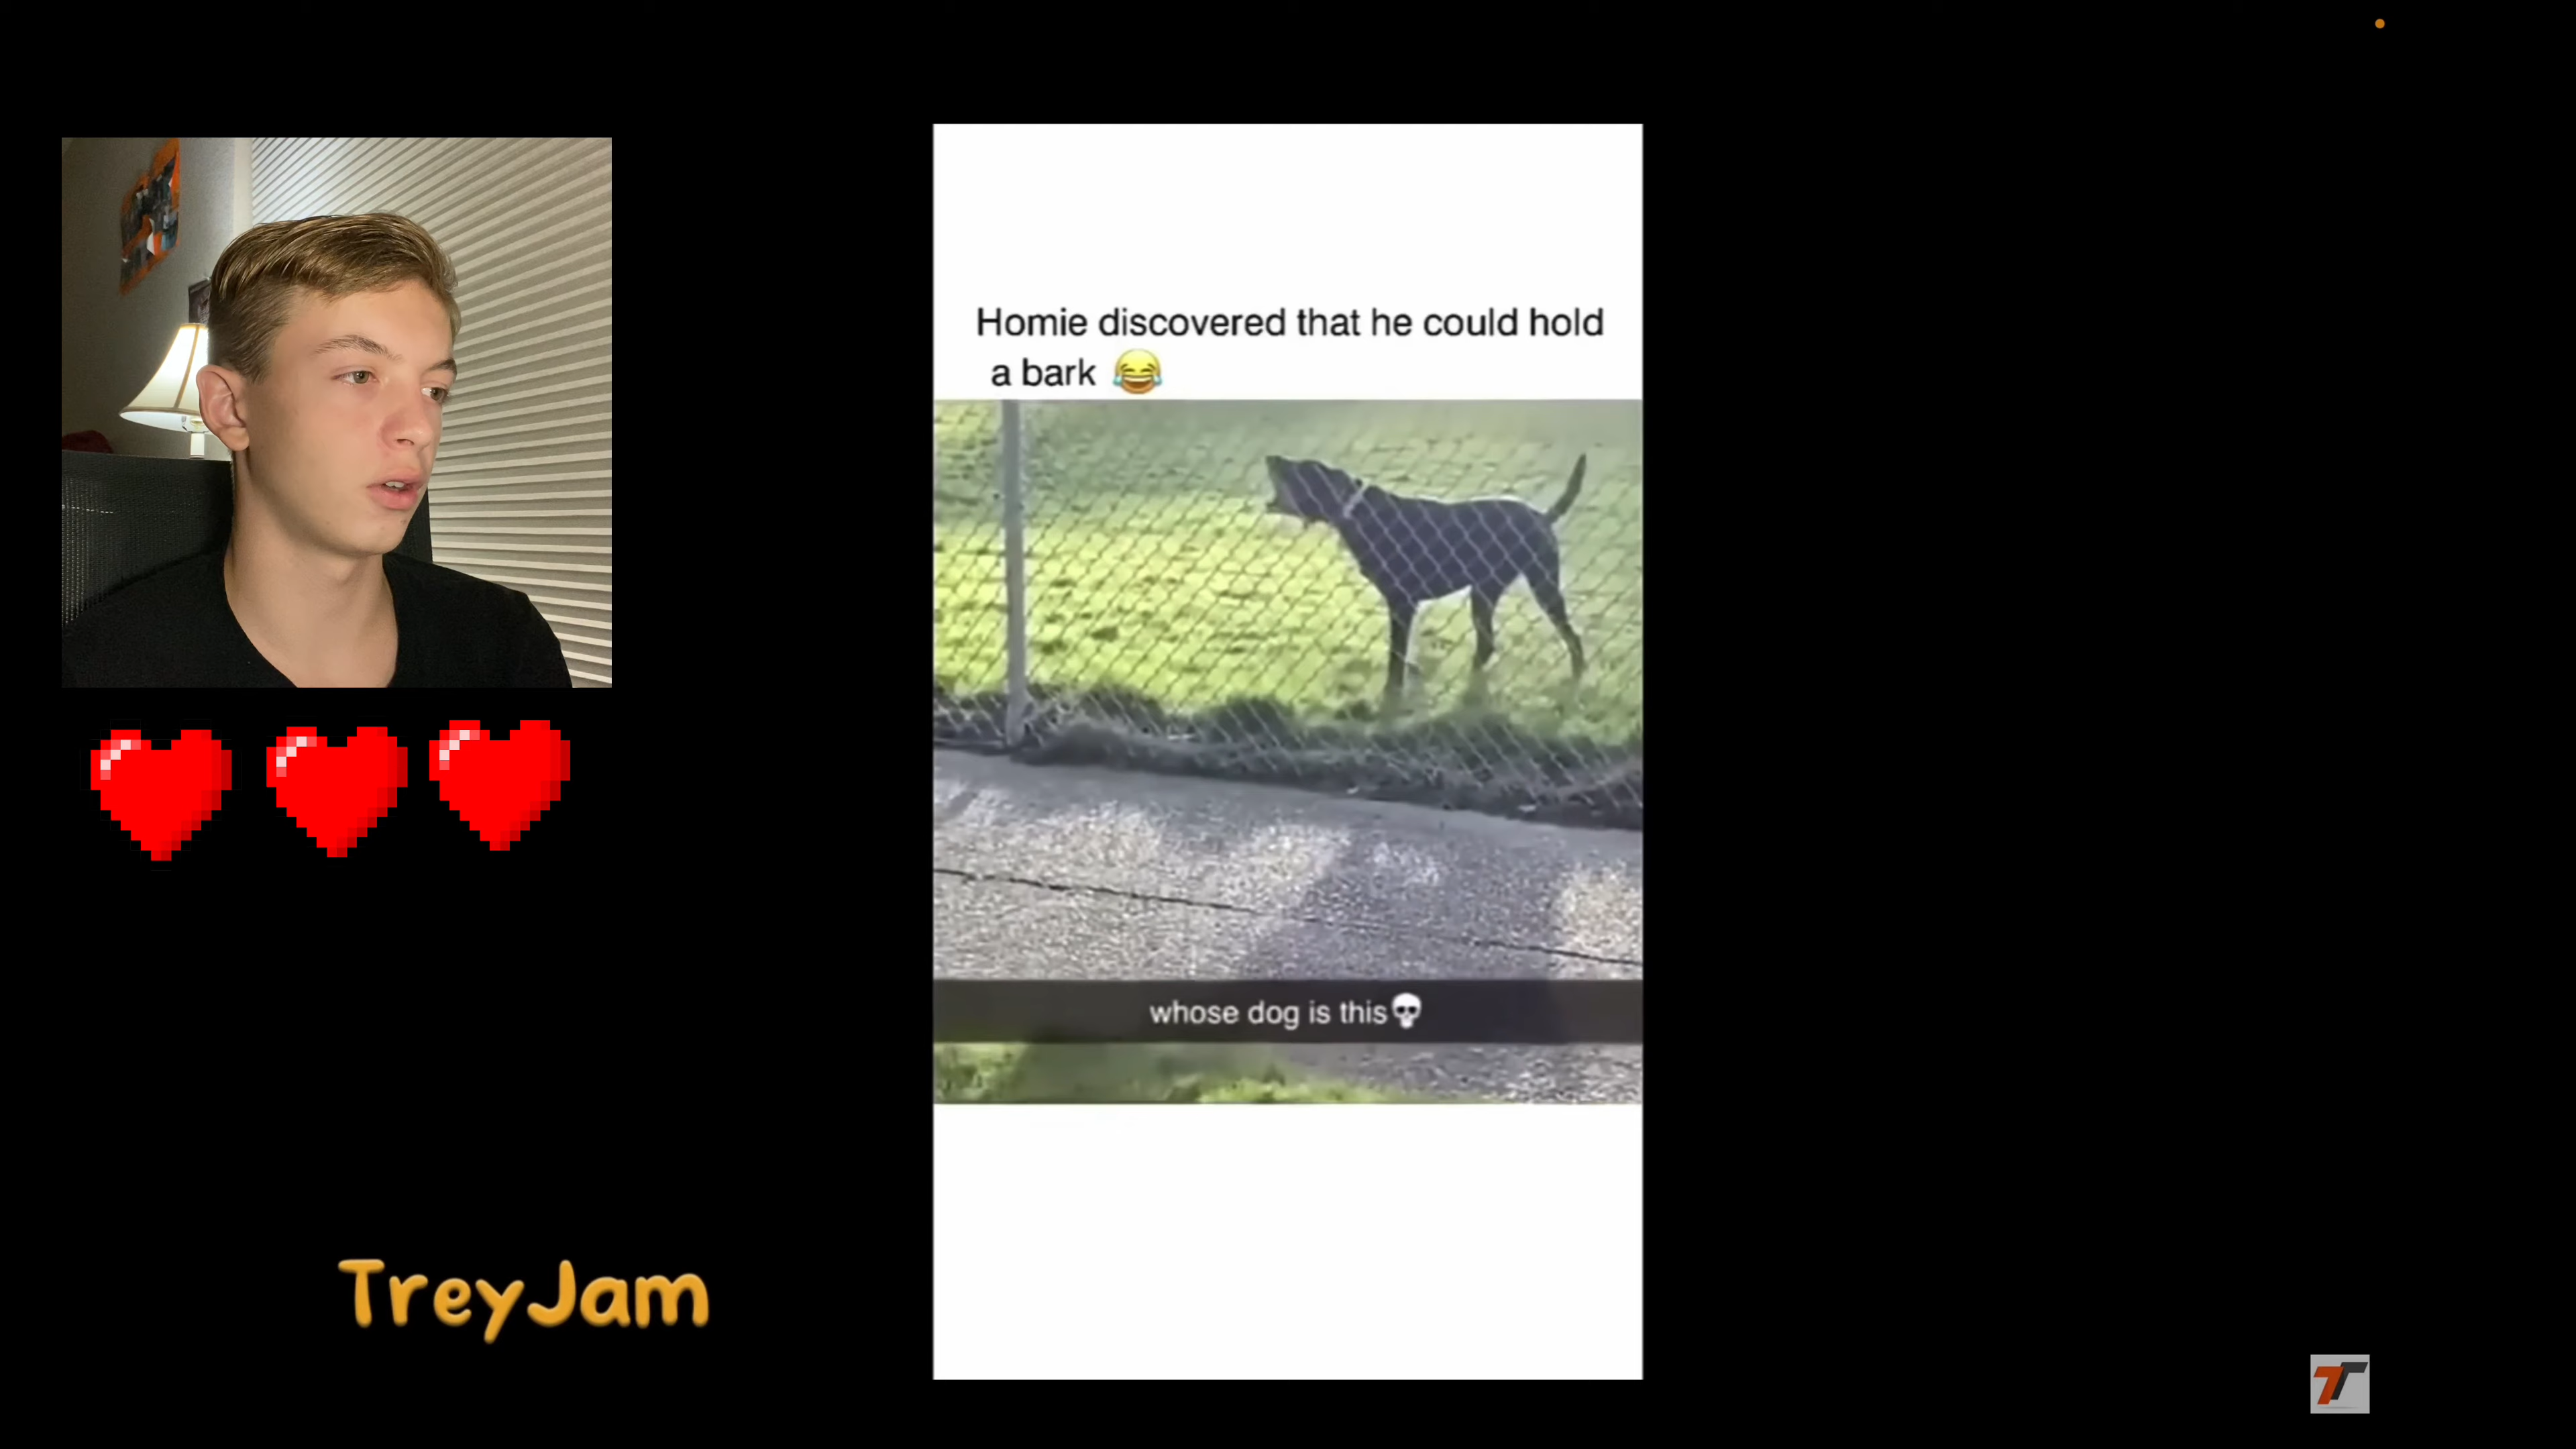 Homie discovered that he could hold
a bark 😂
whose dog is this💀
TreyJam